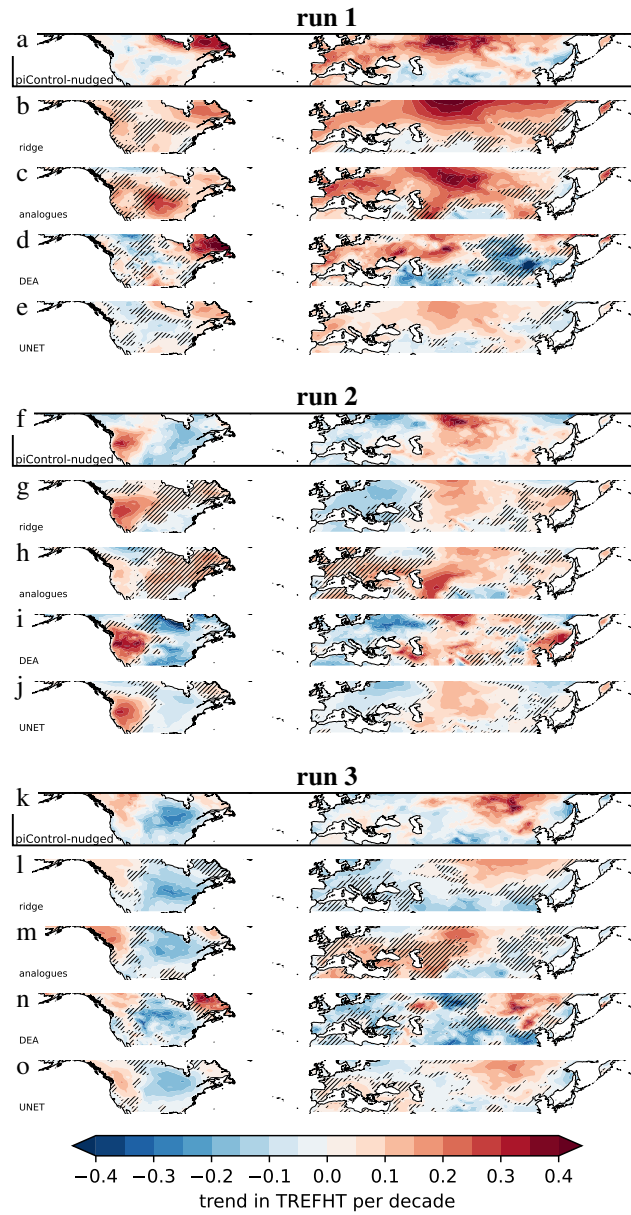 run 1
a
piControl-nudged
b
ridge
c
analogues
d
DEA
e
UNET
run 2
f
piControl-nudged
g
ridge
h
analogues
i
DEA
j
UNET
run 3
k
piControl-nudged
l
ridge
m
analogues
n
DEA
o
UNET
−0.4 −0.3 −0.2 −0.1 0.0 0.1 0.2 0.3 0.4
trend in TREFHT per decade